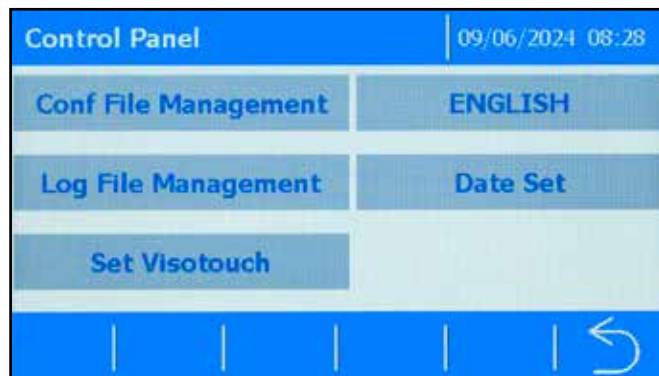 Control Panel 09/06/2024 08:28
Conf File Management ENGLISH
Log File Management Date Set
Set Visotouch